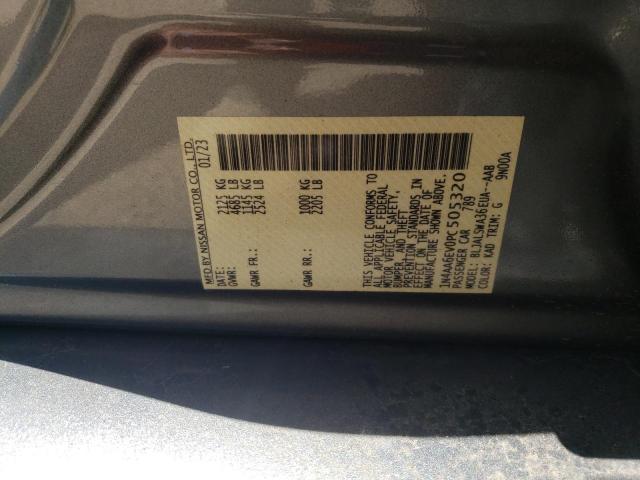 MFD BY NISSAN MOTOR CO., LTD.
DATE: 01/23
GVWR: 2125 KG
4685 LB
GAWR FR.: 1145 KG
2524 LB
GAWR RR.: 1000 KG
2205 LB
THIS VEHICLE CONFORMS TO
ALL APPLICABLE FEDERAL
MOTOR VEHICLE SAFETY,
BUMPER, AND THEFT
PREVENTION STANDARDS IN
EFFECT ON THE DATE OF
MANUFACTURE SHOWN ABOVE.
1N4AA6EV0PC505320
PASSENGER CAR 789
MODEL: BLJALSWA36EUA--AAB
COLOR: KAD TRIM: G 9N00A